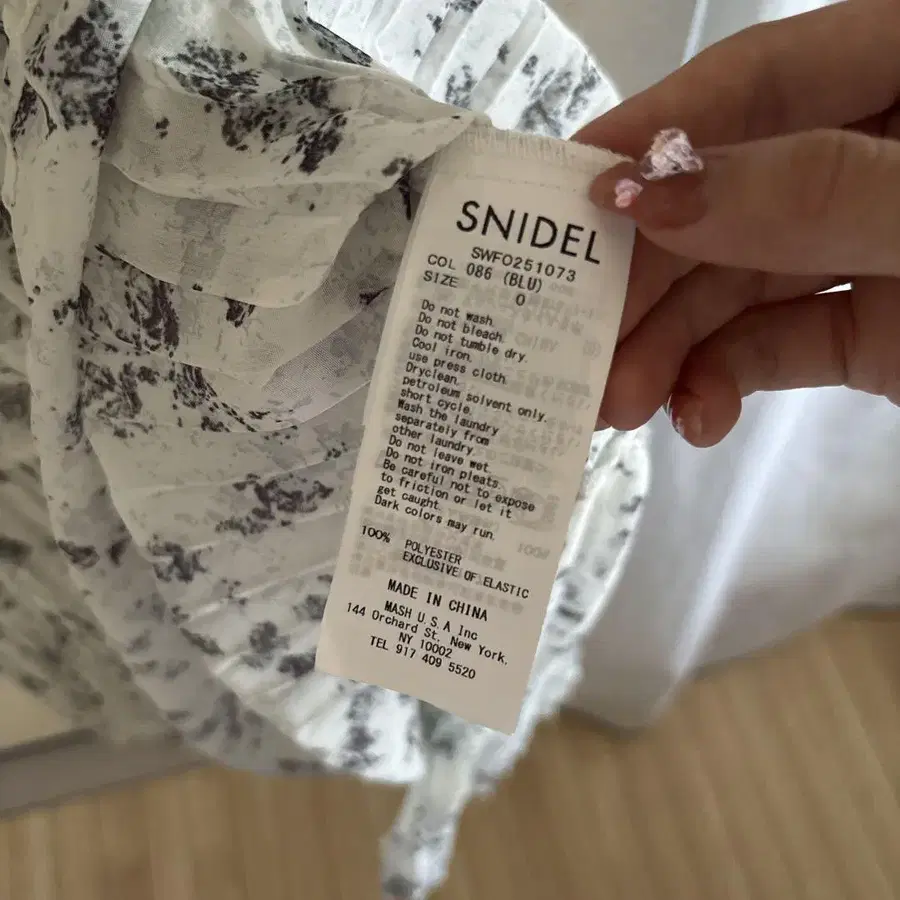 SNIDEL
SWFO251073
COL 086 (BLU)
SIZE 0
Do not wash.
Do not bleach.
Do not tumble dry.
Cool iron.
use press cloth.
Dryclean.
petroleum solvent only.
short cycle.
Wash the laundry
separately from
other laundry.
Do not leave wet.
Do not iron pleats.
Be careful not to expose
to friction or let it
get caught.
Dark colors may run.
100% POLYESTER
EXCLUSIVE OF ELASTIC
MADE IN CHINA
MASH U.S.A Inc
144 Orchard St. New York,
NY 10002
TEL 917 409 5520